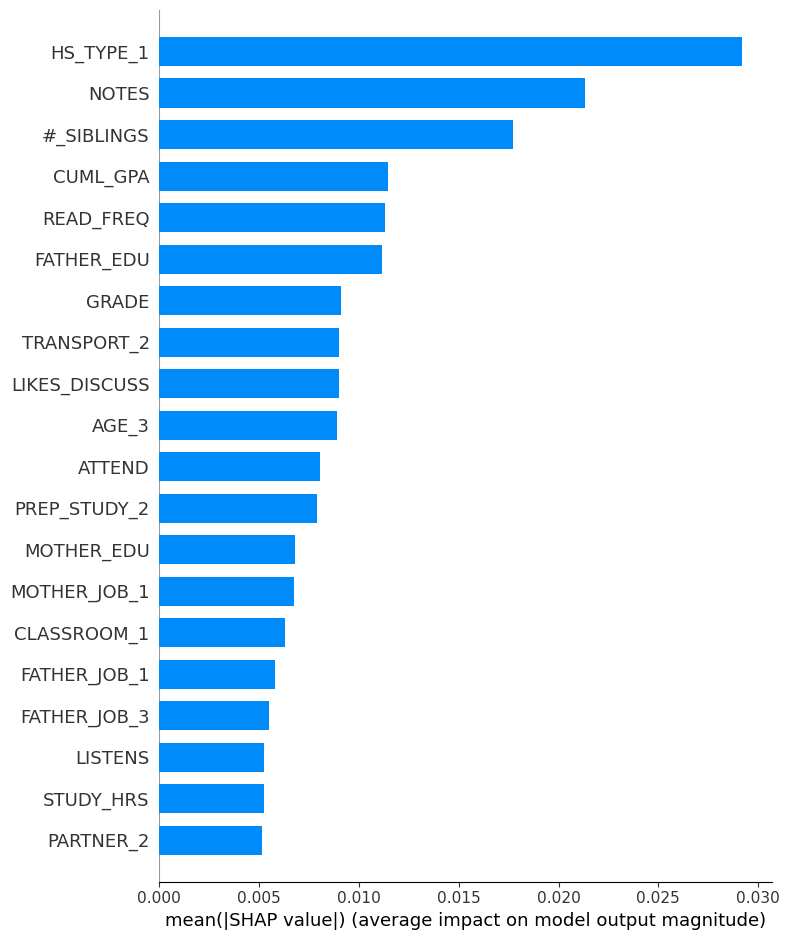 HS_TYPE_1
NOTES
#_SIBLINGS
CUML_GPA
READ_FREQ
FATHER_EDU
GRADE
TRANSPORT_2
LIKES_DISCUSS
AGE_3
ATTEND
PREP_STUDY_2
MOTHER_EDU
MOTHER_JOB_1
CLASSROOM_1
FATHER_JOB_1
FATHER_JOB_3
LISTENS
STUDY_HRS
PARTNER_2
0.000 0.005 0.010 0.015 0.020 0.025 0.030
mean(|SHAP value|) (average impact on model output magnitude)